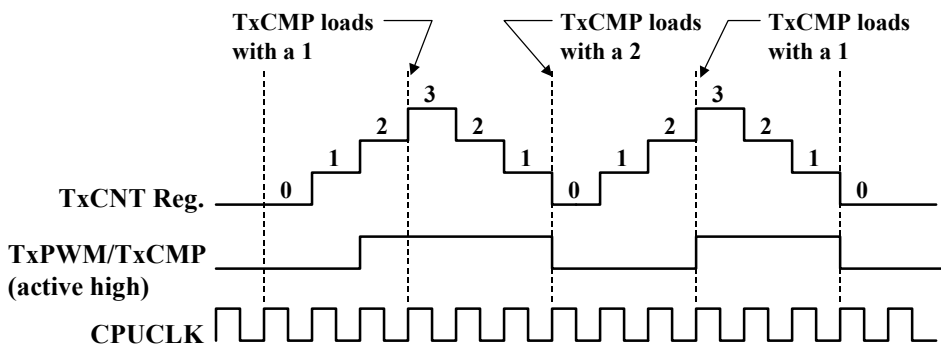 TxCMP loads with a 1
TxCMP loads with a 2
TxCMP loads with a 1
3
3
2
2
2
2
1
1
1
1
TxCNT Reg.
0
0
0
TxPWM/TxCMP
(active high)
CPUCLK